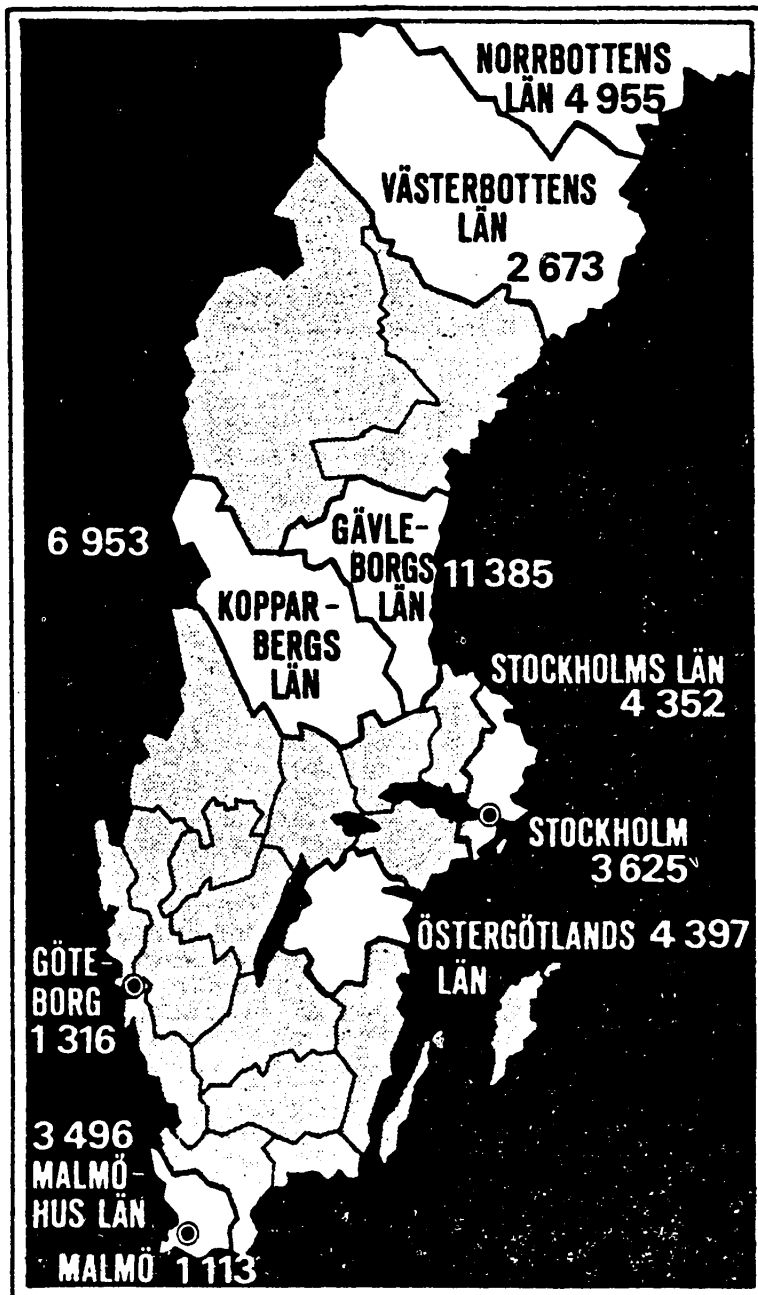 NORRBOTTENS
LÄN 4 955
VÄSTERBOTTENS
LÄN
2 673
6 953
GÄVLE-
BORGS 11 385
LÄN
KOPPAR-
BERGS
LÄN
STOCKHOLMS LÄN
4 352
STOCKHOLM
3 625
ÖSTERGÖTLANDS 4 397
LÄN
GÖTE-
BORG
1 316
3 496
MALMÖ-
HUS LÄN
MALMÖ 1 113